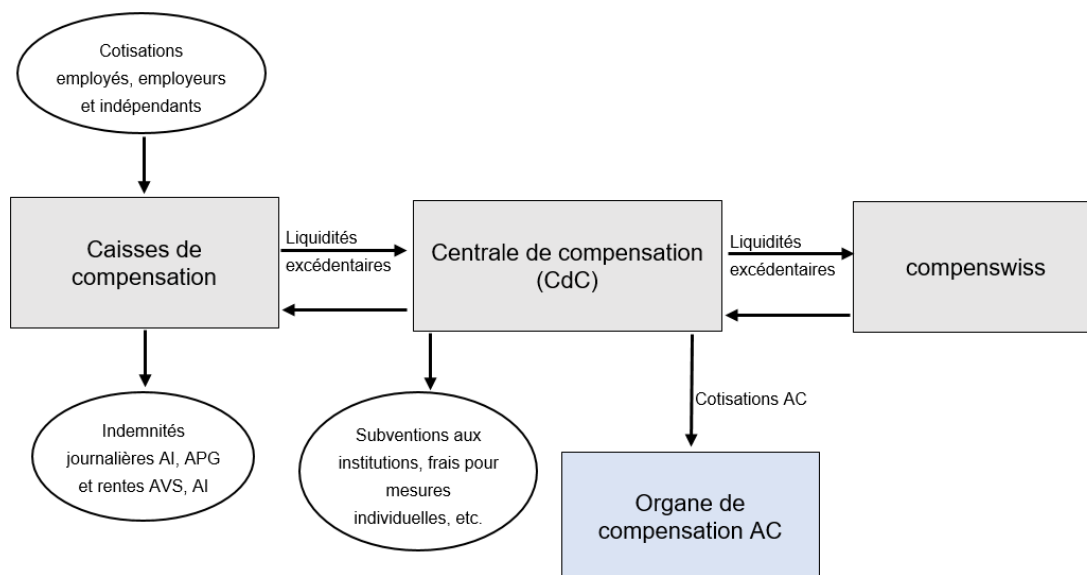 Cotisations
employés, employeurs
et indépendants
Caisses de
compensation
Liquidités
excédentaires
Centrale de compensation
(CdC)
Liquidités
excédentaires
compenswiss
Indemnités
journalières AI, APG
et rentes AVS, AI
Subventions aux
institutions, frais pour
mesures
individuelles, etc.
Cotisations AC
Organe de
compensation AC